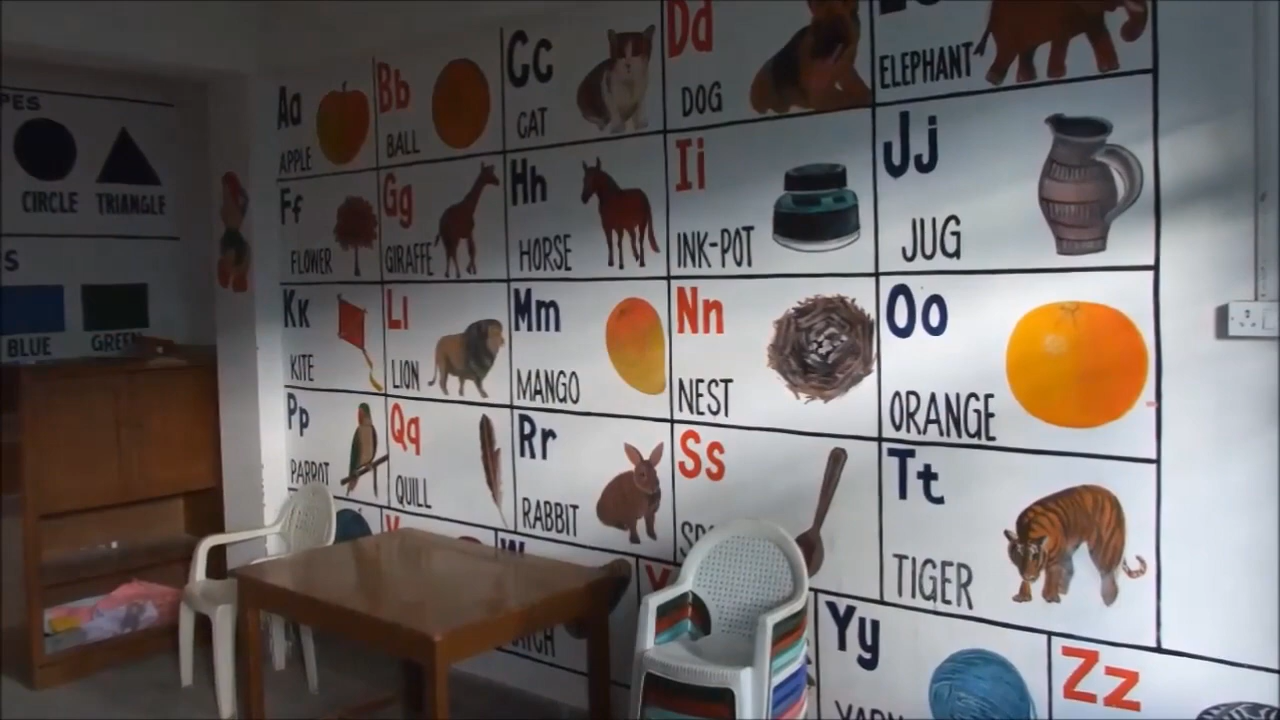 PES
CIRCLE TRIANGLE
S
BLUE GREEN
Aa
APPLE
Bb
BALL
Cc
CAT
Dd
DOG
ELEPHANT
Ff
FLOWER
Gg
GIRAFFE
Hh
HORSE
Ii
INK-POT
Jj
JUG
Kk
KITE
Ll
LION
Mm
MANGO
Nn
NEST
Oo
ORANGE
Pp
PARROT
Qq
QUILL
Rr
RABBIT
Ss
Tt
TIGER
Yy
YARN
Zz